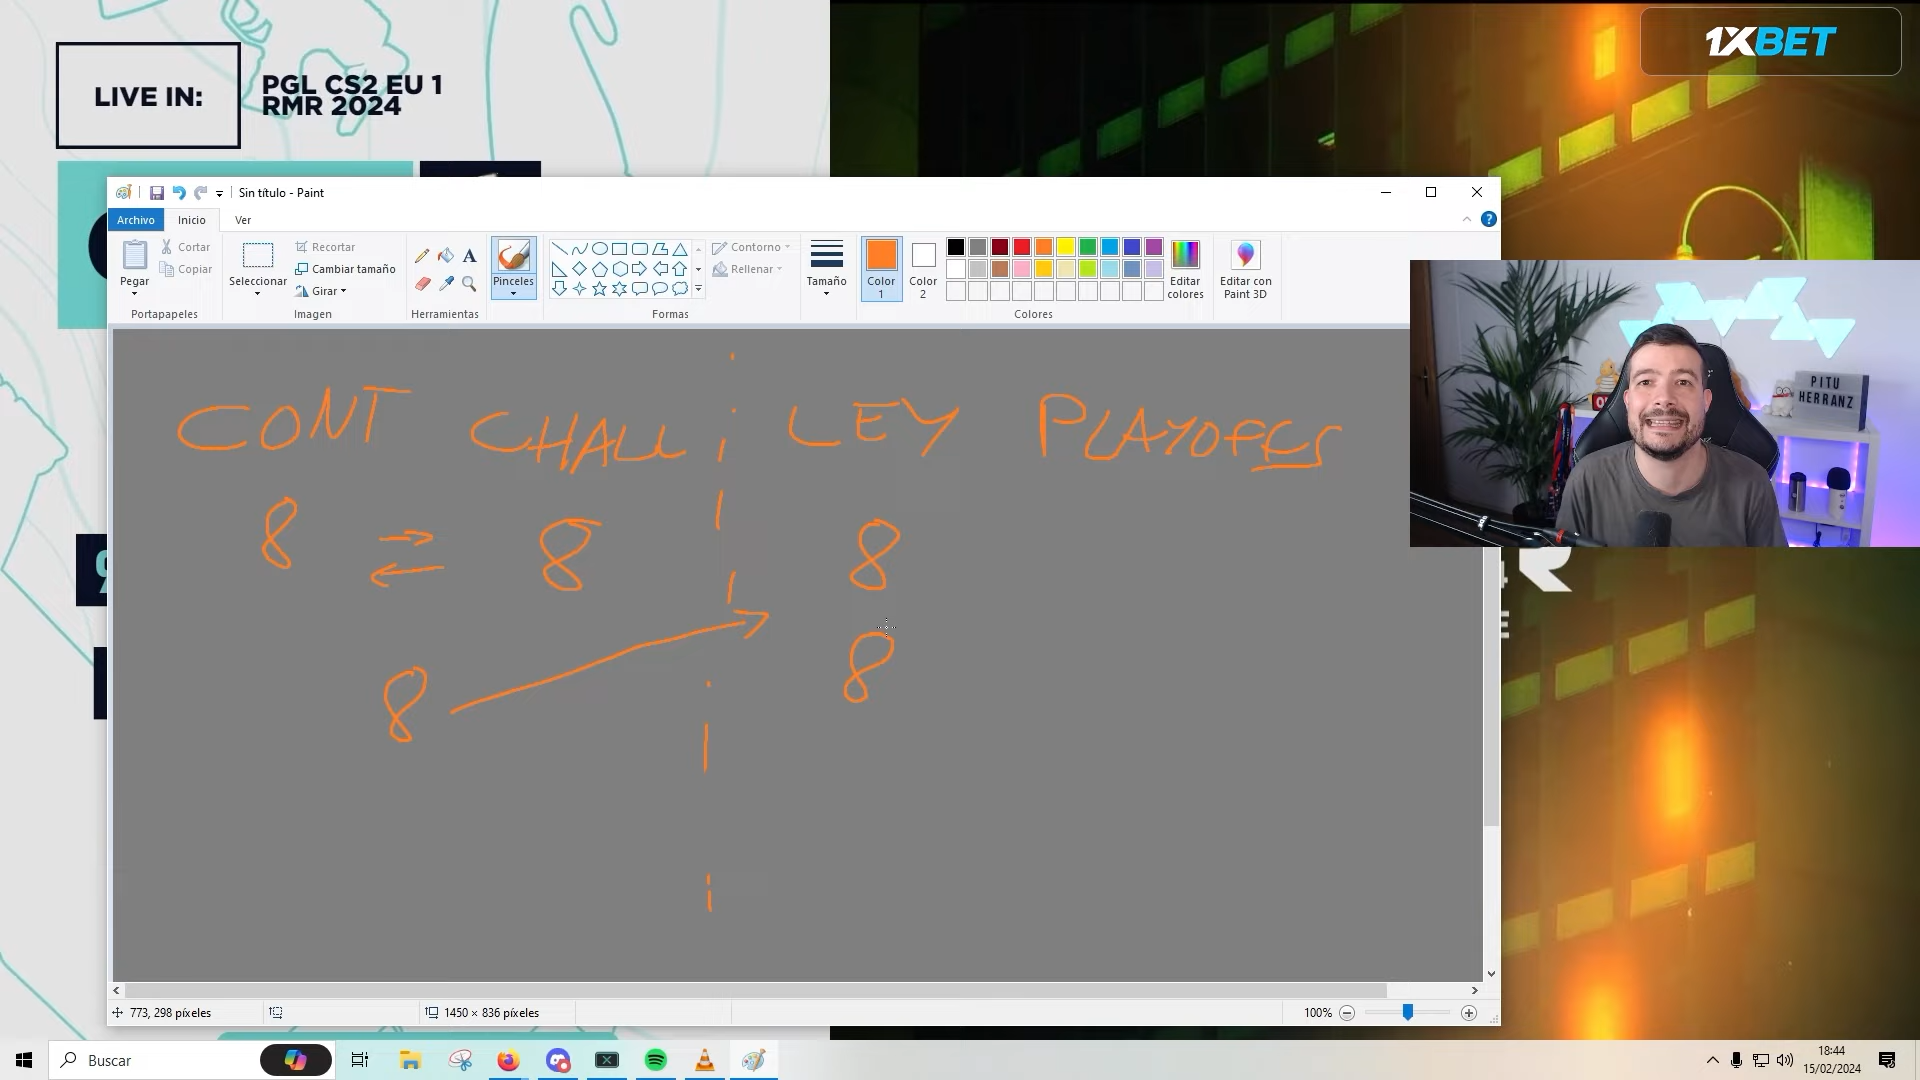 1XBET
LIVE IN:
PGL CS2 EU 1
RMR 2024
Sin título - Paint
Archivo
Inicio
Ver
Pegar
Cortar
Copiar
Portapapeles
Seleccionar
Recortar
Cambiar tamaño
Girar
Imagen
A
Herramientas
Pinceles
Contorno
Rellenar
Formas
Tamaño
Color
1
Color
2
Editar
colores
Editar con
Paint 3D
Colores
PITU
HERRANZ
CONT CHALL LEY PLAYOFFS
8 8 8
8 8
773, 298 píxeles
1450 × 836 píxeles
100%
Buscar
18:44
15/02/2024